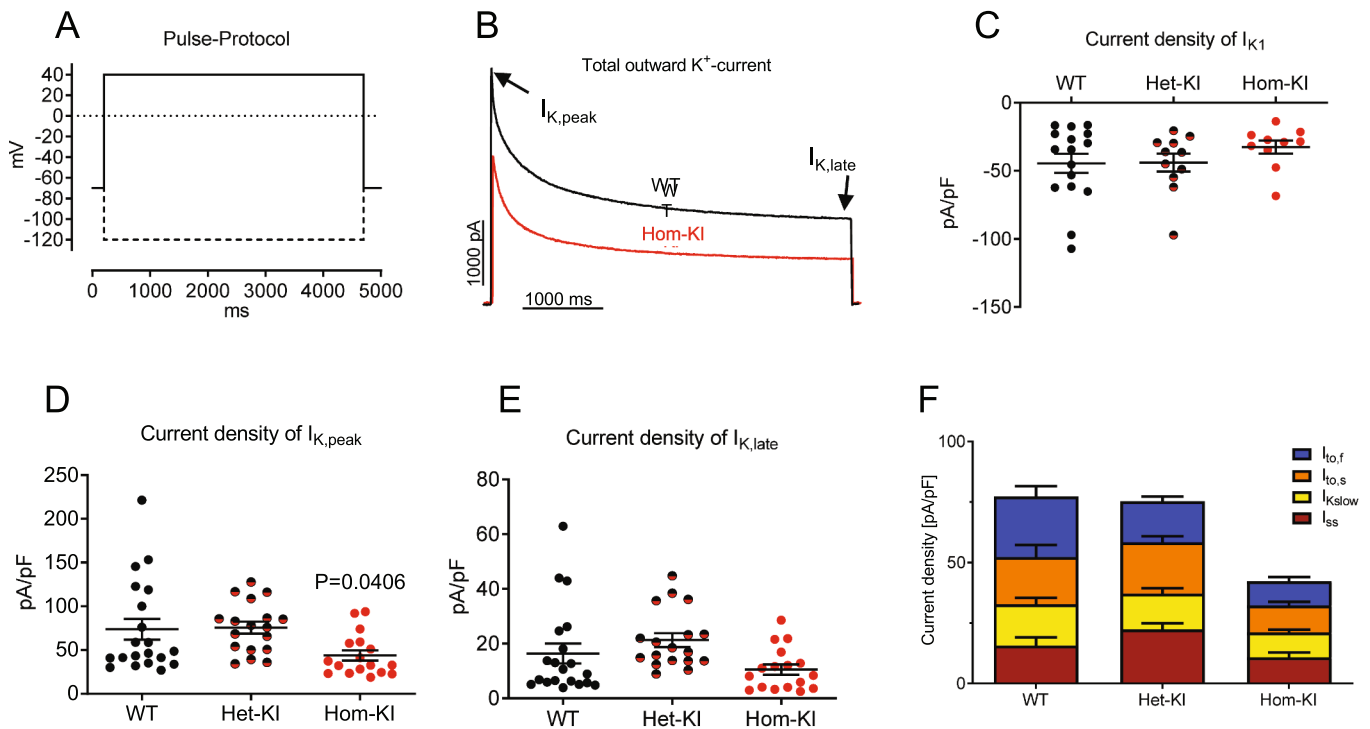 A
Pulse-Protocol
40
20
0
-20
-40
-60
-80
-100
-120
mV
0 1000 2000 3000 4000 5000
ms
B
Total outward K+-current
IK,peak
IK,late
WT
W
T
Hom-KI
1000 pA
1000 ms
C
Current density of IK1
WT Het-KI Hom-KI
0
-50
-100
-150
pA/pF
D
Current density of IK,peak
250
200
150
100
50
0
pA/pF
P=0.0406
WT Het-KI Hom-KI
E
Current density of IK,late
80
60
40
20
0
pA/pF
WT Het-KI Hom-KI
F
100
50
0
Current density [pA/pF]
Ito,f
Ito,s
IKslow
Iss
WT Het-KI Hom-KI